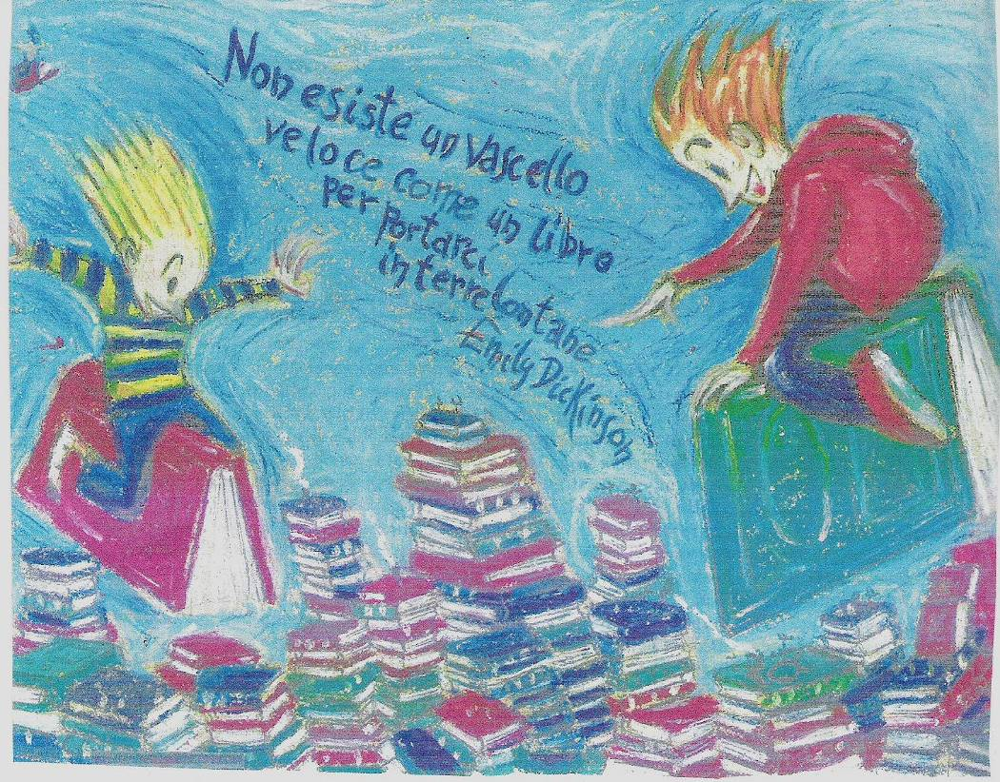 Non esiste un vascello
veloce come un libro
per portarci
in terre lontane
Emily Dickinson